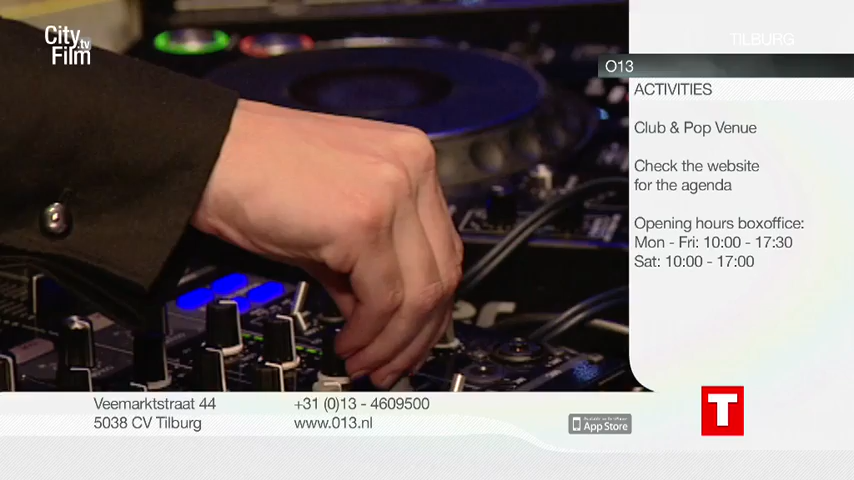 City
.tv
Film
TILBURG
O13
ACTIVITIES
Club & Pop Venue
Check the website
for the agenda
Opening hours boxoffice:
Mon - Fri: 10:00 - 17:30
Sat: 10:00 - 17:00
Veemarktstraat 44
5038 CV Tilburg
+31 (0)13 - 4609500
www.013.nl
App Store
T